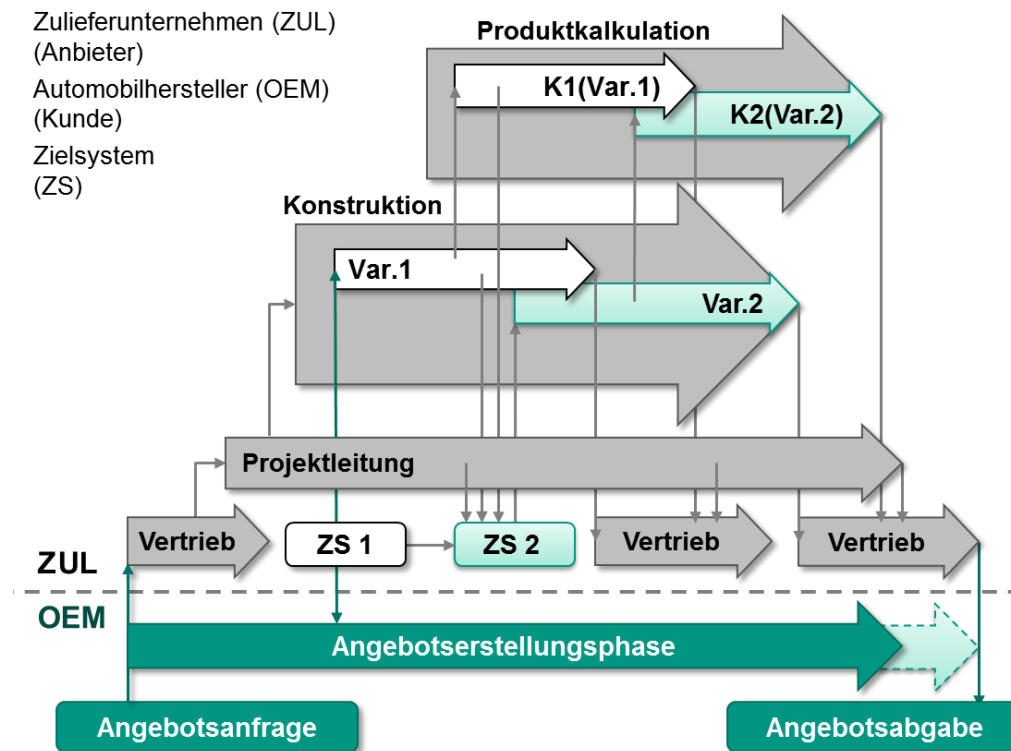 Zulieferunternehmen (ZUL)
(Anbieter)
Automobilhersteller (OEM)
(Kunde)
Zielsystem
(ZS)
Produktkalkulation
K1(Var.1)
K2(Var.2)
Konstruktion
Var.1
Var.2
Projektleitung
Vertrieb
ZS 1
ZS 2
Vertrieb
Vertrieb
ZUL
OEM
Angebotserstellungsphase
Angebotsanfrage
Angebotsabgabe